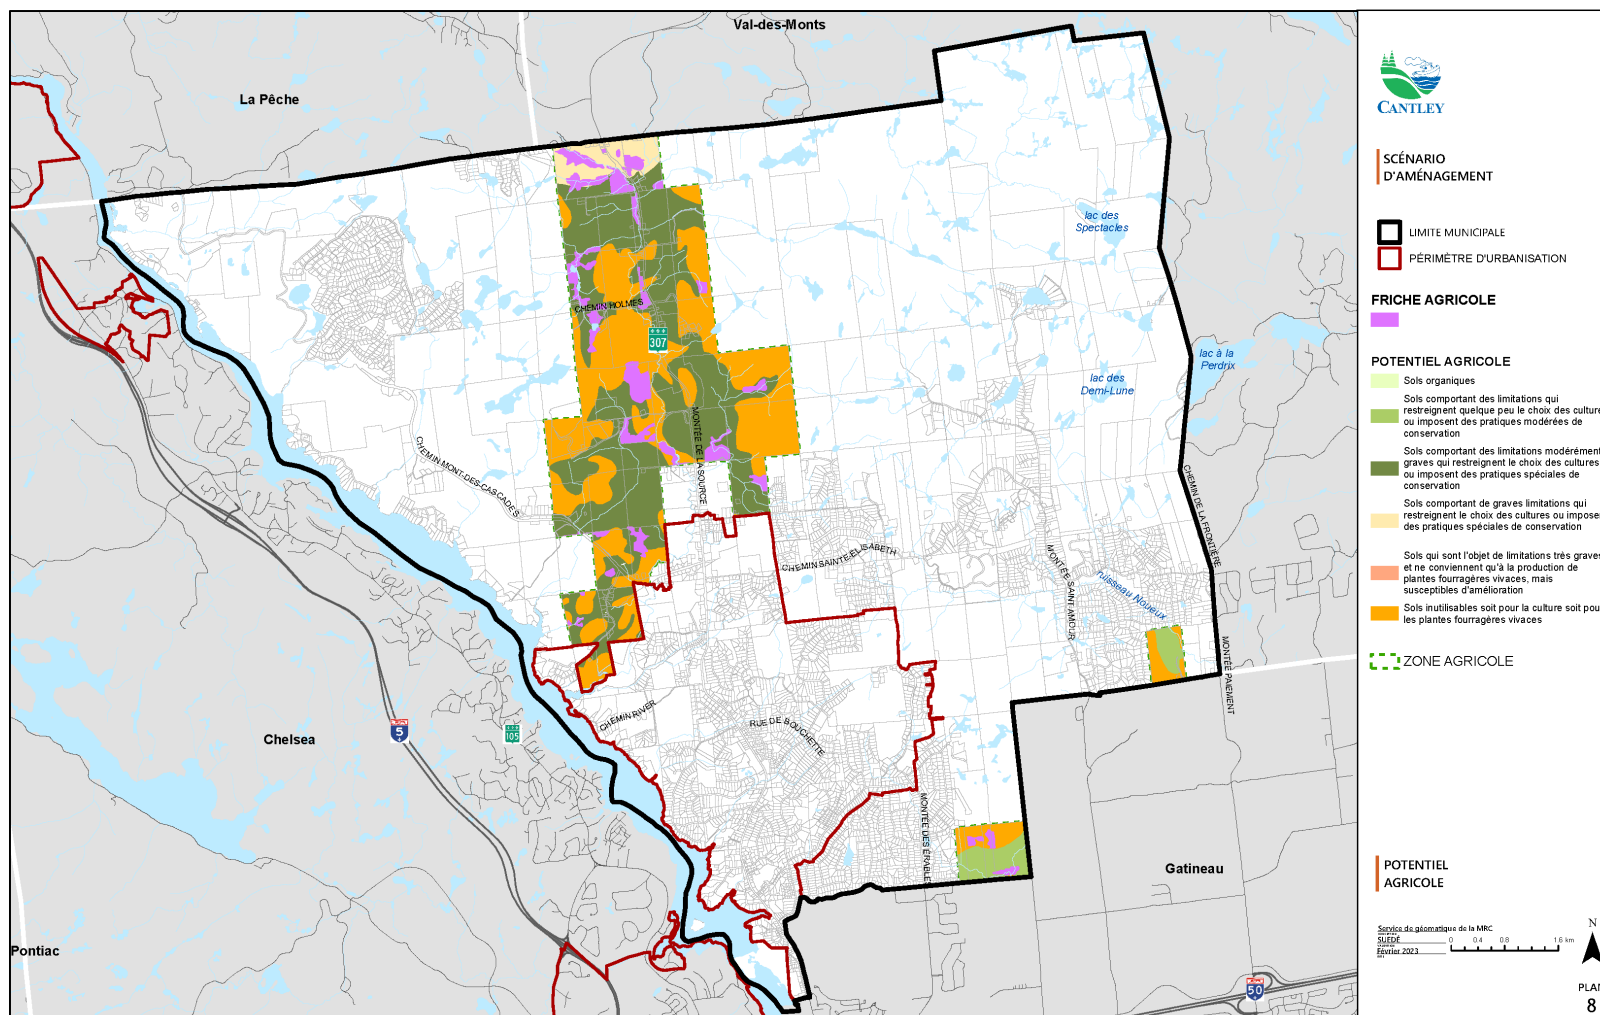 Val-des-Monts
La Pêche
lac des
Spectacles
CHEMIN HOLMES
307
lac à la
Perdrix
lac des
Demi-Lune
MONTÉE DE LA SOURCE
CHEMIN MONT-DES-CASCADES
CHEMIN DE LA FRONTIÈRE
CHEMIN SAINTE-ÉLISABETH
MONTÉE SAINT-AMOUR
ruisseau Noueux
MONTÉE PAIEMENT
CHEMIN RIVER
RUE DE BOUCHETTE
Chelsea
5
105
MONTÉE DES ÉRABLE
Gatineau
Pontiac
50
CANTLEY
SCÉNARIO
D'AMÉNAGEMENT
LIMITE MUNICIPALE
PÉRIMÈTRE D'URBANISATION
FRICHE AGRICOLE
POTENTIEL AGRICOLE
Sols organiques
Sols comportant des limitations qui
restreignent quelque peu le choix des culture
ou imposent des pratiques modérées de
conservation
Sols comportant des limitations modérément
graves qui restreignent le choix des cultures
ou imposent des pratiques spéciales de
conservation
Sols comportant de graves limitations qui
restreignent le choix des cultures ou impose
des pratiques spéciales de conservation
Sols qui sont l'objet de limitations très graves
et ne conviennent qu'à la production de
plantes fourragères vivaces, mais
susceptibles d'amélioration
Sols inutilisables soit pour la culture soit pou
les plantes fourragères vivaces
ZONE AGRICOLE
POTENTIEL
AGRICOLE
Service de géomatique de la MRC
SUEDÉ
Février 2023
0 0.4 0.8 1.6 km
N
PLAN
8